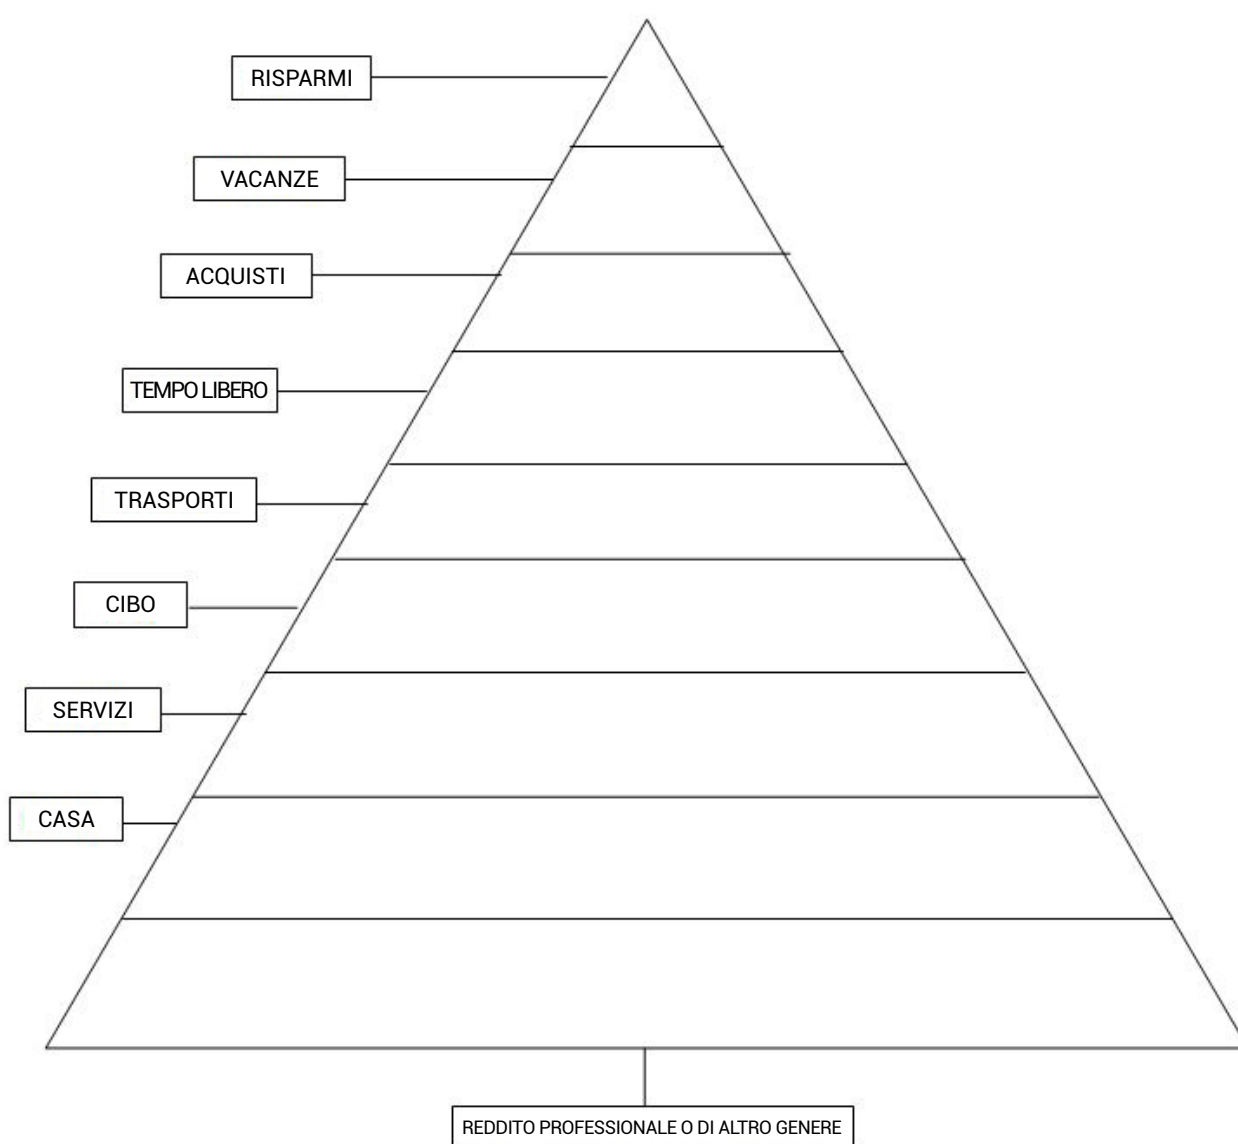 RISPARMI
VACANZE
ACQUISTI
TEMPO LIBERO
TRASPORTI
CIBO
SERVIZI
CASA
REDDITO PROFESSIONALE O DI ALTRO GENERE